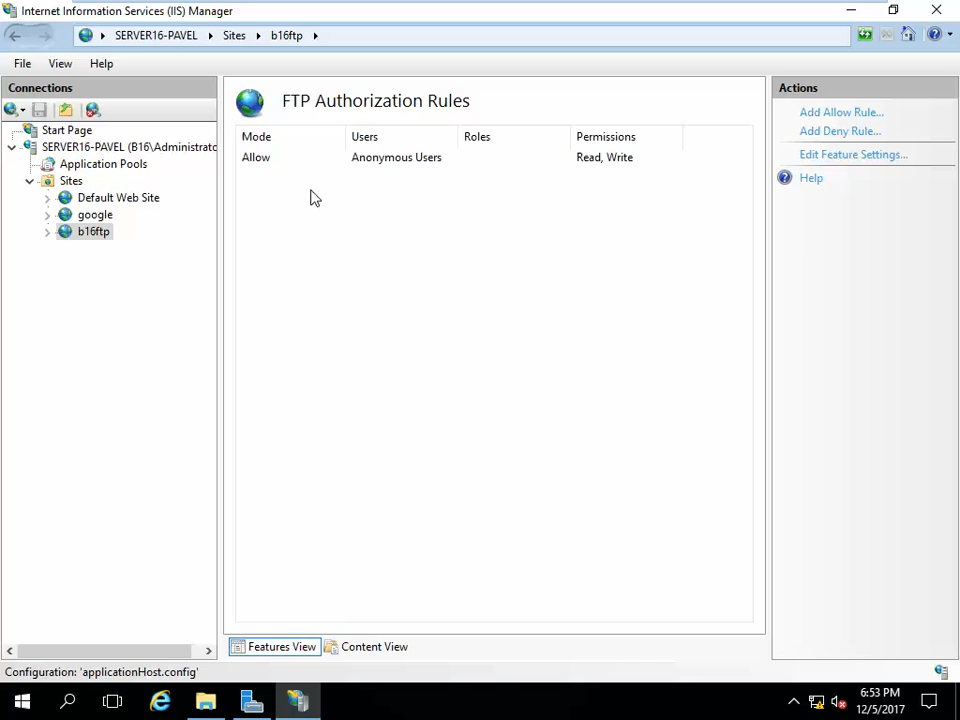 Internet Information Services (IIS) Manager
SERVER16-PAVEL Sites b16ftp
File View Help
Connections
Start Page
SERVER16-PAVEL (B16\Administrato
Application Pools
Sites
Default Web Site
google
b16ftp
FTP Authorization Rules
Mode Users Roles Permissions
Allow Anonymous Users Read, Write
Features View Content View
Actions
Add Allow Rule...
Add Deny Rule...
Edit Feature Settings...
Help
Configuration: 'applicationHost.config'
6:53 PM
12/5/2017